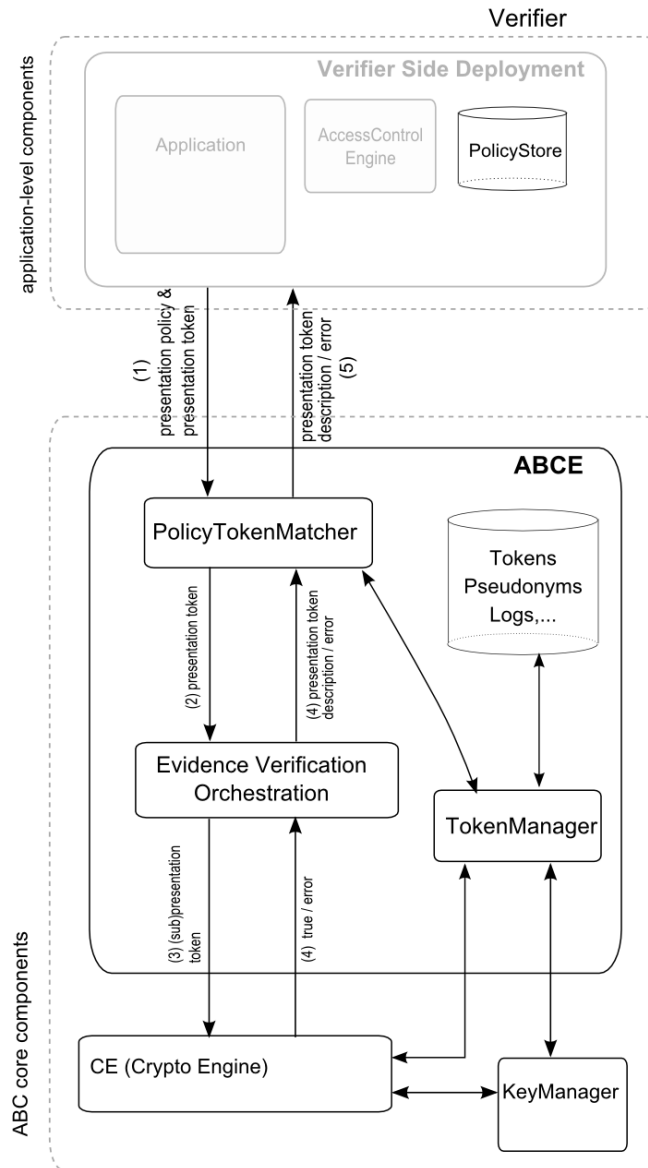 Verifier
application-level components
Verifier Side Deployment
Application
AccessControl
Engine
PolicyStore
(1)
presentation policy &
presentation token
presentation token
description / error
(5)
ABCE
PolicyTokenMatcher
Tokens
Pseudonyms
Logs,...
(2) presentation token
(4) presentation token
description / error
Evidence Verification
Orchestration
TokenManager
(3) (sub)presentation
token
(4) true / error
ABC core components
CE (Crypto Engine)
KeyManager